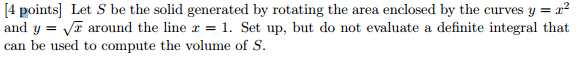 [4 points] Let S be the solid generated by rotating the area enclosed by the curves y = x²
and y = √x around the line x = 1. Set up, but do not evaluate a definite integral that
can be used to compute the volume of S.